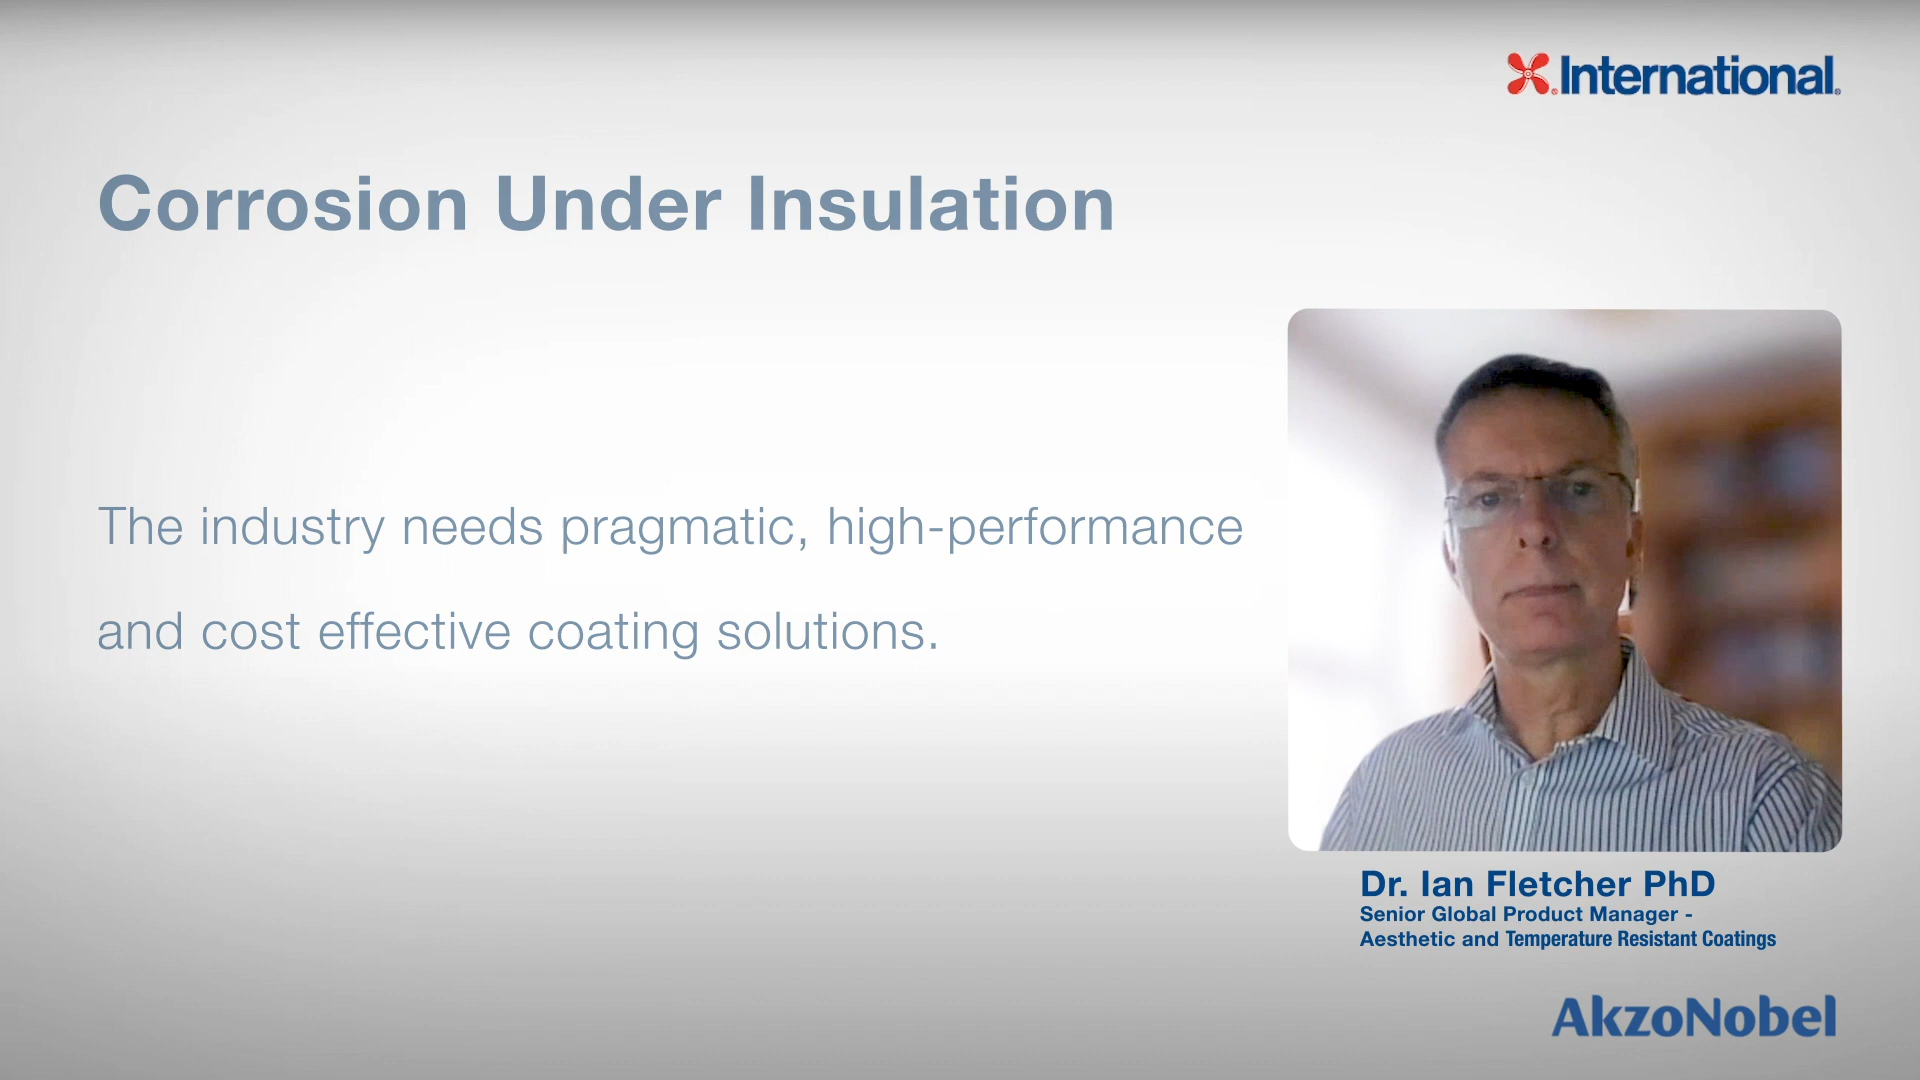 International
Corrosion Under Insulation
The industry needs pragmatic, high-performance
and cost effective coating solutions.
Dr. Ian Fletcher PhD
Senior Global Product Manager -
Aesthetic and Temperature Resistant Coatings
AkzoNobel